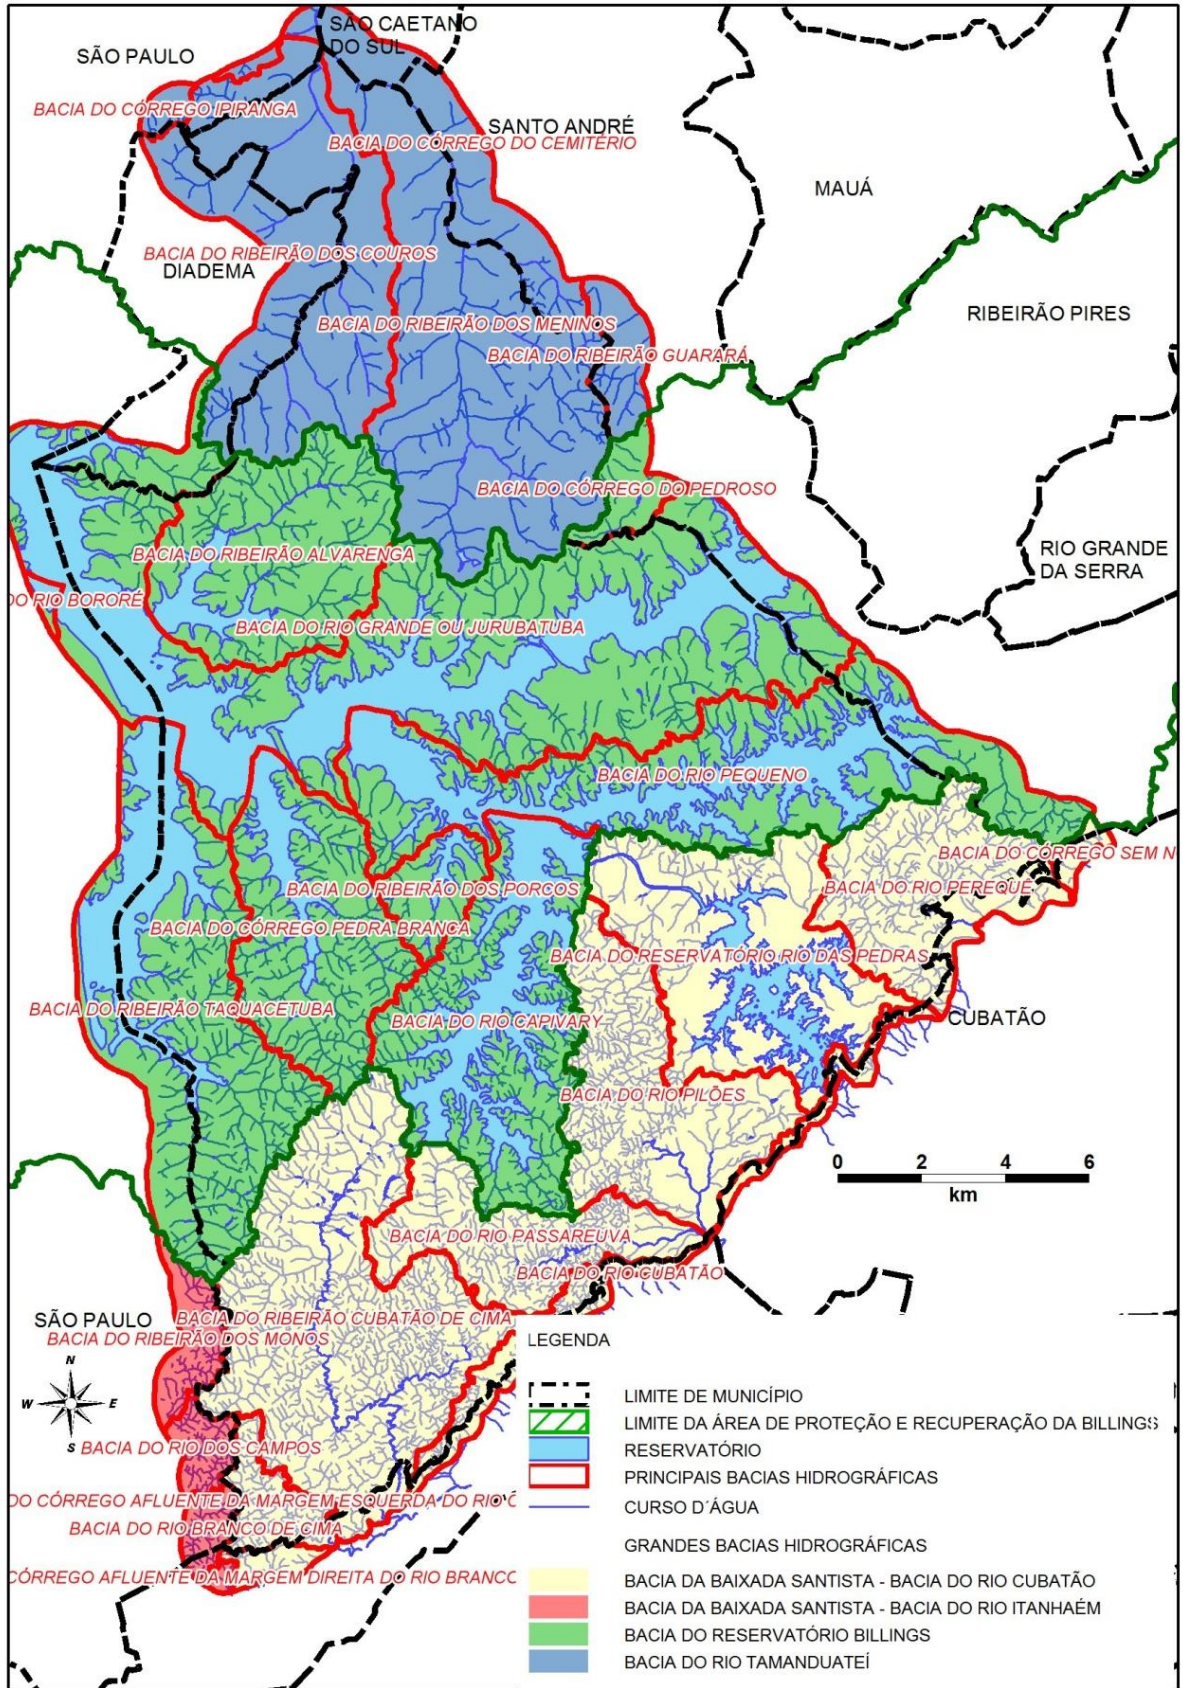 SÃO CAETANO
DO SUL
SÃO PAULO
BACIA DO CÓRREGO IPIRANGA
SANTO ANDRÉ
BACIA DO CÓRREGO DO CEMITÉRIO
MAUÁ
BACIA DO RIBEIRÃO DOS COUROS
DIADEMA
RIBEIRÃO PIRES
BACIA DO RIBEIRÃO DOS MENINOS
BACIA DO RIBEIRÃO GUARARÁ
BACIA DO CÓRREGO DO PEDROSO
RIO GRANDE
DA SERRA
BACIA DO RIBEIRÃO ALVARENGA
DO RIO BORORÉ
BACIA DO RIO GRANDE OU JURUBATUBA
BACIA DO RIO PEQUENO
BACIA DO CÓRREGO SEM N
BACIA DO RIBEIRÃO DOS PORCOS
BACIA DO RIO PEREQUÊ
BACIA DO CÓRREGO PEDRA BRANCA
BACIA DO RESERVATÓRIO RIO DAS PEDRAS
BACIA DO RIBEIRÃO TAQUACETUBA
BACIA DO RIO CAPIVARY
CUBATÃO
BACIA DO RIO PILÕES
0 2 4 6
km
BACIA DO RIO PASSAREUVA
BACIA DO RIO CUBATÃO
SÃO PAULO
BACIA DO RIBEIRÃO CUBATÃO DE CIMA
BACIA DO RIBEIRÃO DOS MONOS
N
W E
S
BACIA DO RIO DOS CAMPOS
DO CÓRREGO AFLUENTE DA MARGEM ESQUERDA DO RIO C
BACIA DO RIO BRANCO DE CIMA
CÓRREGO AFLUENTE DA MARGEM DIREITA DO RIO BRANCO
LEGENDA
LIMITE DE MUNICÍPIO
LIMITE DA ÁREA DE PROTEÇÃO E RECUPERAÇÃO DA BILLINGS
RESERVATÓRIO
PRINCIPAIS BACIAS HIDROGRÁFICAS
CURSO D´ÁGUA
GRANDES BACIAS HIDROGRÁFICAS
BACIA DA BAIXADA SANTISTA - BACIA DO RIO CUBATÃO
BACIA DA BAIXADA SANTISTA - BACIA DO RIO ITANHAÉM
BACIA DO RESERVATÓRIO BILLINGS
BACIA DO RIO TAMANDUATEÍ